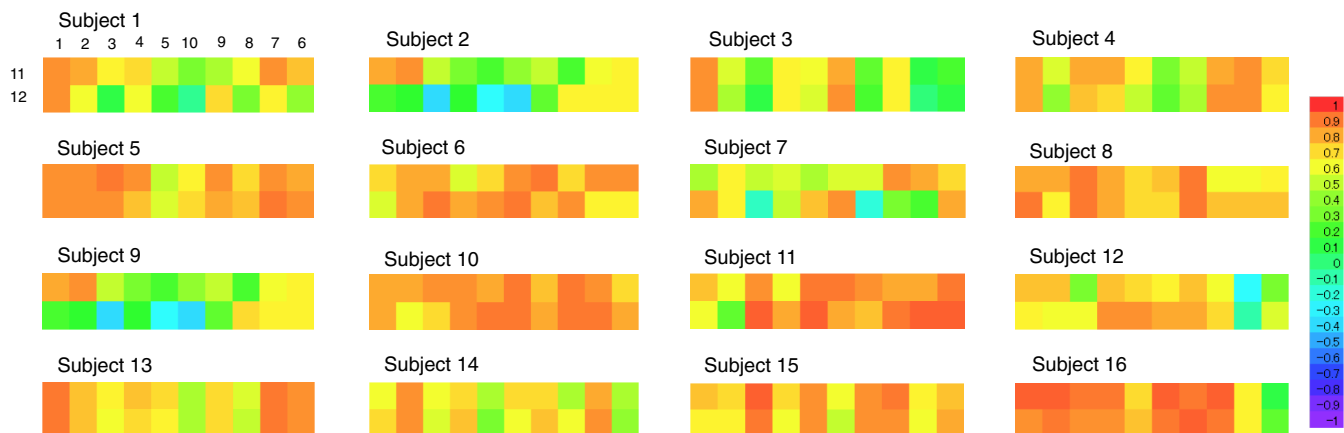 Subject 1
1 2 3 4 5 10 9 8 7 6
11
12
Subject 2
Subject 3
Subject 4
Subject 5
Subject 6
Subject 7
Subject 8
Subject 9
Subject 10
Subject 11
Subject 12
Subject 13
Subject 14
Subject 15
Subject 16
1
0.9
0.8
0.7
0.6
0.5
0.4
0.3
0.2
0.1
0
−0.1
−0.2
−0.3
−0.4
−0.5
−0.6
−0.7
−0.8
−0.9
−1